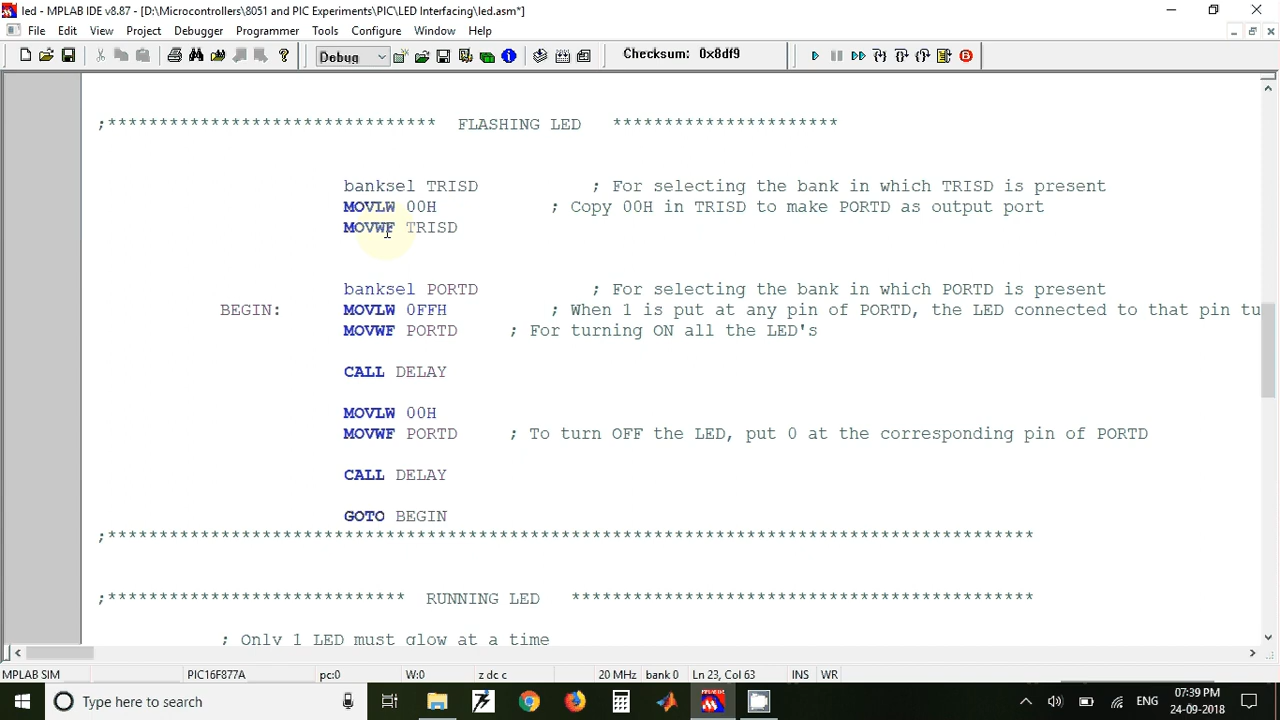 led - MPLAB IDE v8.87 - [D:\Microcontrollers\8051 and PIC Experiments\PIC\LED Interfacing\led.asm*]
File Edit View Project Debugger Programmer Tools Configure Window Help
Debug Checksum: 0x8df9
;******************************* FLASHING LED **********************
banksel TRISD ; For selecting the bank in which TRISD is present
MOVLW 00H ; Copy 00H in TRISD to make PORTD as output port
MOVWF TRISD
banksel PORTD ; For selecting the bank in which PORTD is present
BEGIN: MOVLW 0FFH ; When 1 is put at any pin of PORTD, the LED connected to that pin tu
MOVWF PORTD ; For turning ON all the LED's
CALL DELAY
MOVLW 00H
MOVWF PORTD ; To turn OFF the LED, put 0 at the corresponding pin of PORTD
CALL DELAY
GOTO BEGIN
;*****************************************************************************************
;**************************** RUNNING LED ********************************************
; Only 1 LED must glow at a time
MPLAB SIM PIC16F877A pc:0 W:0 z dc c 20 MHz bank 0 Ln 23, Col 63 INS WR
Type here to search ENG 07:39 PM
24-09-2018